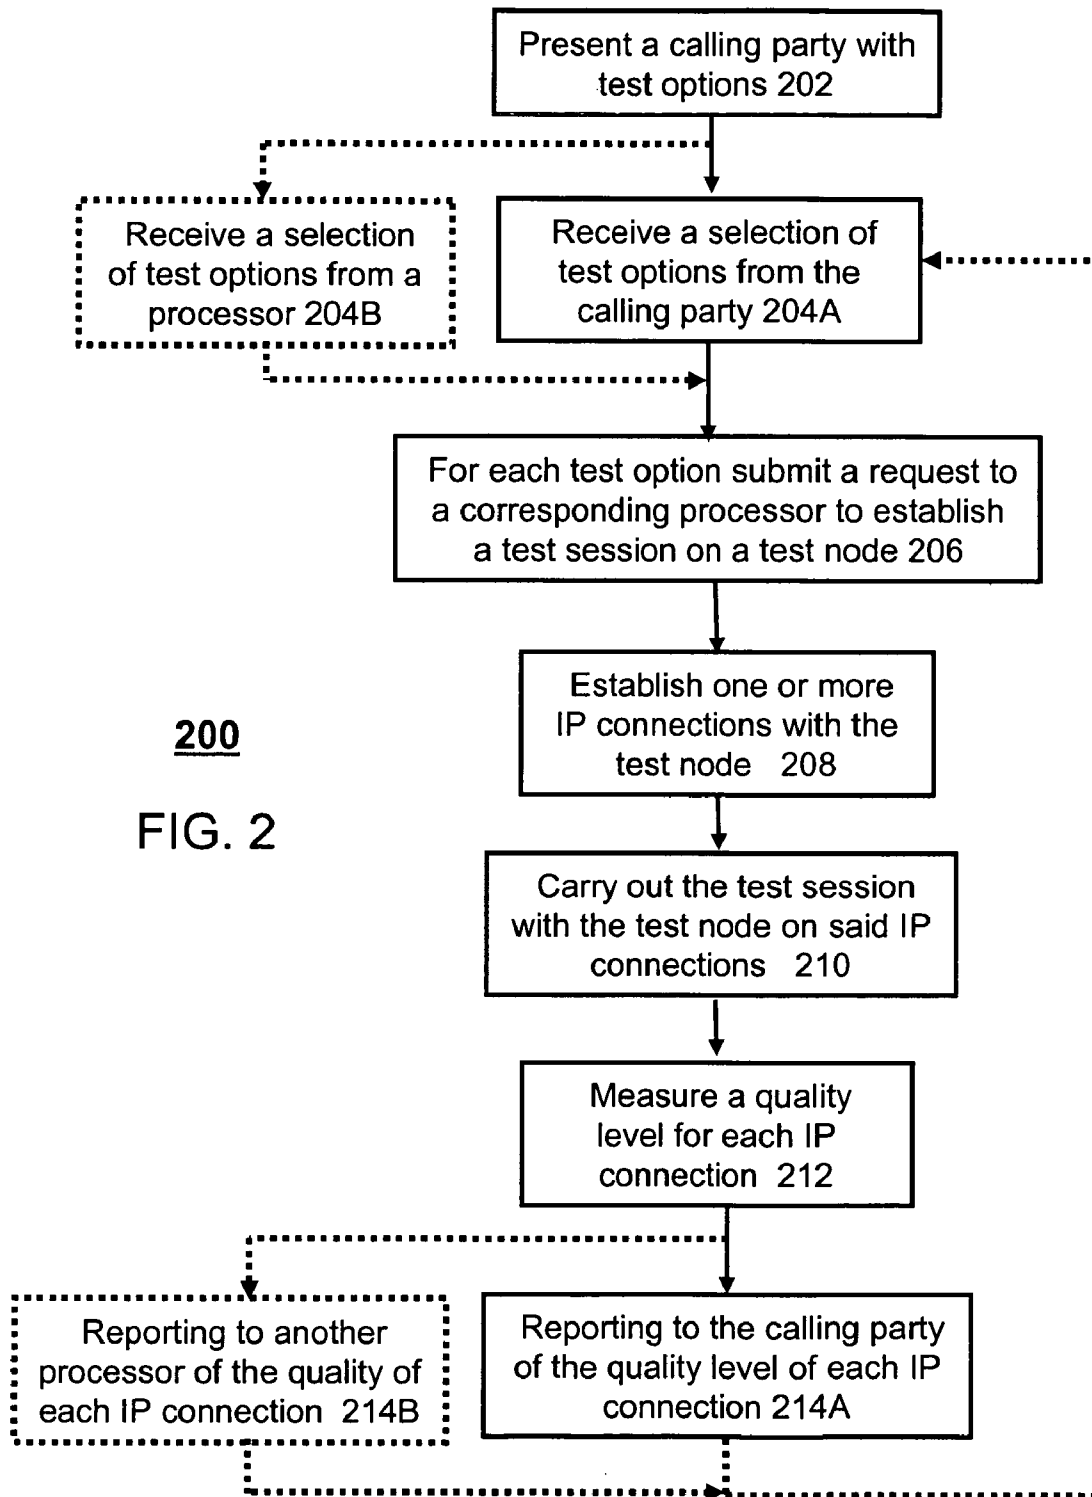 Present a calling party with
test options 202
Receive a selection
of test options from a
processor 204B
Receive a selection of
test options from the
calling party 204A
For each test option submit a request to
a corresponding processor to establish
a test session on a test node 206
Establish one or more
IP connections with the
test node 208
200
FIG. 2
Carry out the test session
with the test node on said IP
connections 210
Measure a quality
level for each IP
connection 212
Reporting to another
processor of the quality of
each IP connection 214B
Reporting to the calling party
of the quality level of each IP
connection 214A